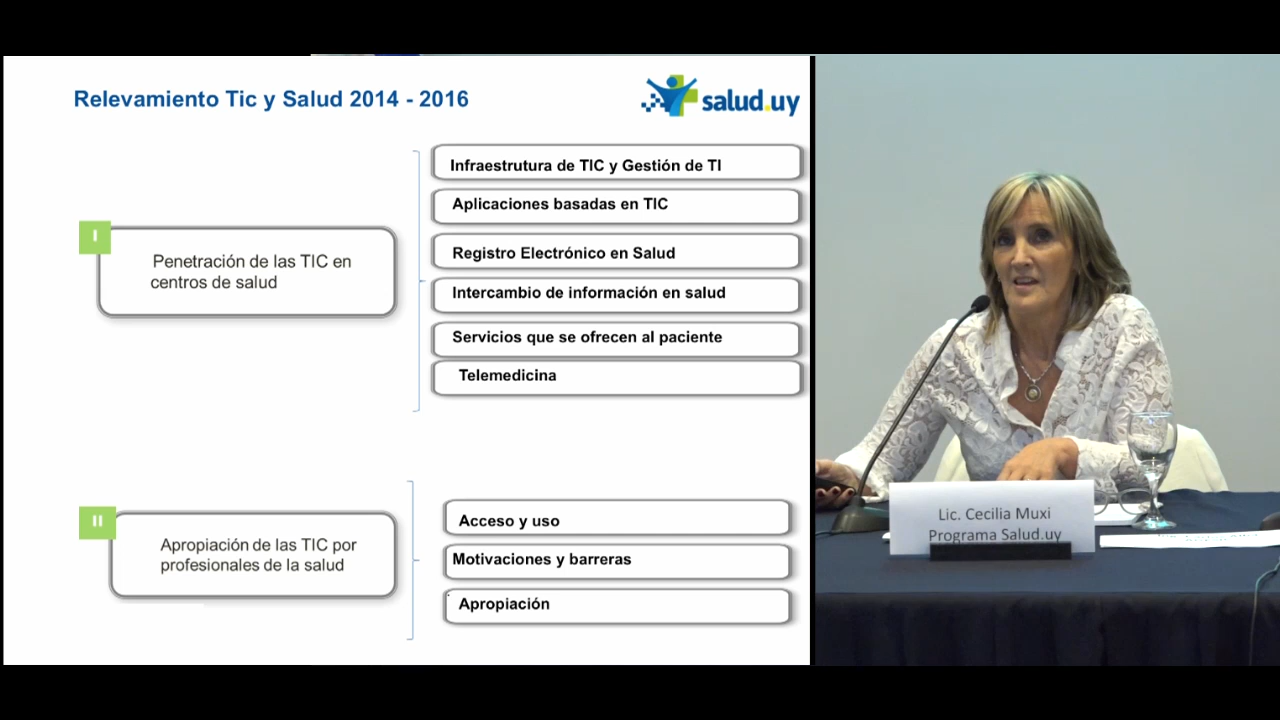 Relevamiento Tic y Salud 2014 - 2016
salud.uy
I
Penetración de las TIC en
centros de salud
Infraestrutura de TIC y Gestión de TI
Aplicaciones basadas en TIC
Registro Electrónico en Salud
Intercambio de información en salud
Servicios que se ofrecen al paciente
Telemedicina
II
Apropiación de las TIC por
profesionales de la salud
Acceso y uso
Motivaciones y barreras
Apropiación
Lic. Cecilia Muxi
Programa Salud.uy